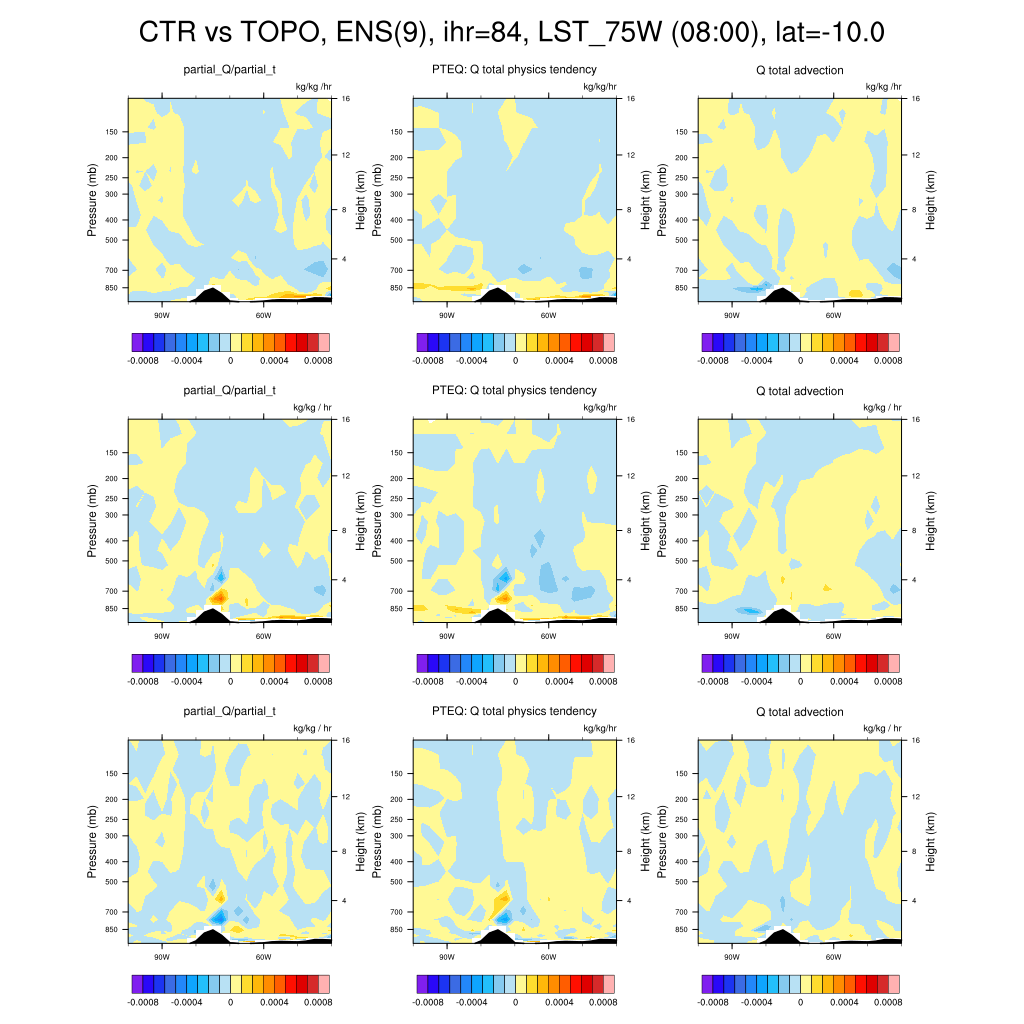 CTR vs TOPO, ENS(9), ihr=84, LST_75W (08:00), lat=-10.0
partial_Q/partial_t PTEQ: Q total physics tendency Q total advection
kg/kg /hr kg/kg/hr kg/kg /hr
16 16 16
150 150 150
12 12 12
200 200 200
250 250 250
300 300 300
8 8 8
400 400 400
500 500 500
4 4 4
700 700 700
850 850 850
Pressure (mb) Height (km) Pressure (mb) Height (km) Pressure (mb) Height (km)
90W 60W 90W 60W 90W 60W
-0.0008 -0.0004 0 0.0004 0.0008 -0.0008 -0.0004 0 0.0004 0.0008 -0.0008 -0.0004 0 0.0004 0.0008
partial_Q/partial_t PTEQ: Q total physics tendency Q total advection
kg/kg / hr kg/kg/hr kg/kg / hr
16 16 16
150 150 150
12 12 12
200 200 200
250 250 250
300 300 300
8 8 8
400 400 400
500 500 500
4 4 4
700 700 700
850 850 850
Pressure (mb) Height (km) Pressure (mb) Height (km) Pressure (mb) Height (km)
90W 60W 90W 60W 90W 60W
-0.0008 -0.0004 0 0.0004 0.0008 -0.0008 -0.0004 0 0.0004 0.0008 -0.0008 -0.0004 0 0.0004 0.0008
partial_Q/partial_t PTEQ: Q total physics tendency Q total advection
kg/kg / hr kg/kg/hr kg/kg / hr
16 16 16
150 150 150
12 12 12
200 200 200
250 250 250
300 300 300
8 8 8
400 400 400
500 500 500
4 4 4
700 700 700
850 850 850
Pressure (mb) Height (km) Pressure (mb) Height (km) Pressure (mb) Height (km)
90W 60W 90W 60W 90W 60W
-0.0008 -0.0004 0 0.0004 0.0008 -0.0008 -0.0004 0 0.0004 0.0008 -0.0008 -0.0004 0 0.0004 0.0008